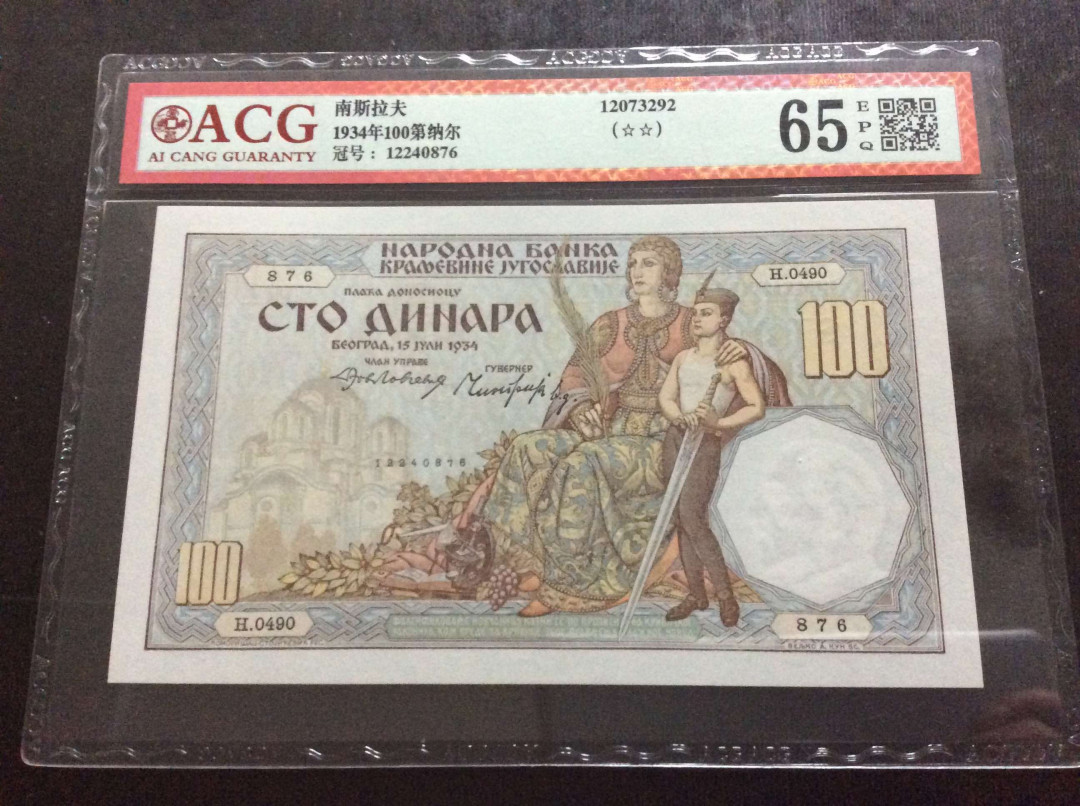 ACG
AI CANG GUARANTY
南斯拉夫
1934年100第纳尔
冠号：12240876
12073292
(☆☆)
65
EPQ
НАРОДНА БАНКА
КРАЉЕВИНЕ ЈУГОСЛАВИЈЕ
876
H.0490
ПЛАЋА ДОНОСИОЦУ
СТО ДИНАРА
БЕОГРАД, 15 ЈУЛИ 1934
ЧЛАН УПРАВЕ
ГУВЕРНЕР
100
12240876
100
H.0490
876